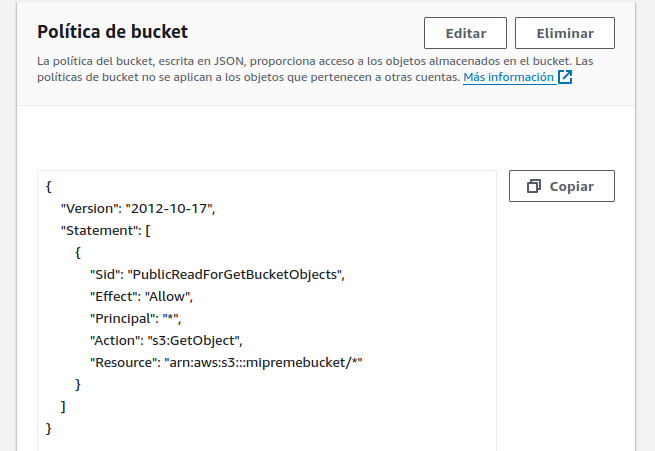 Política de bucket
Editar
Eliminar
La política del bucket, escrita en JSON, proporciona acceso a los objetos almacenados en el bucket. Las
políticas de bucket no se aplican a los objetos que pertenecen a otras cuentas. Más información
Copiar
{
"Version": "2012-10-17",
"Statement": [
{
"Sid": "PublicReadForGetBucketObjects",
"Effect": "Allow",
"Principal": "*",
"Action": "s3:GetObject",
"Resource": "arn:aws:s3:::mipremebucket/*"
}
]
}